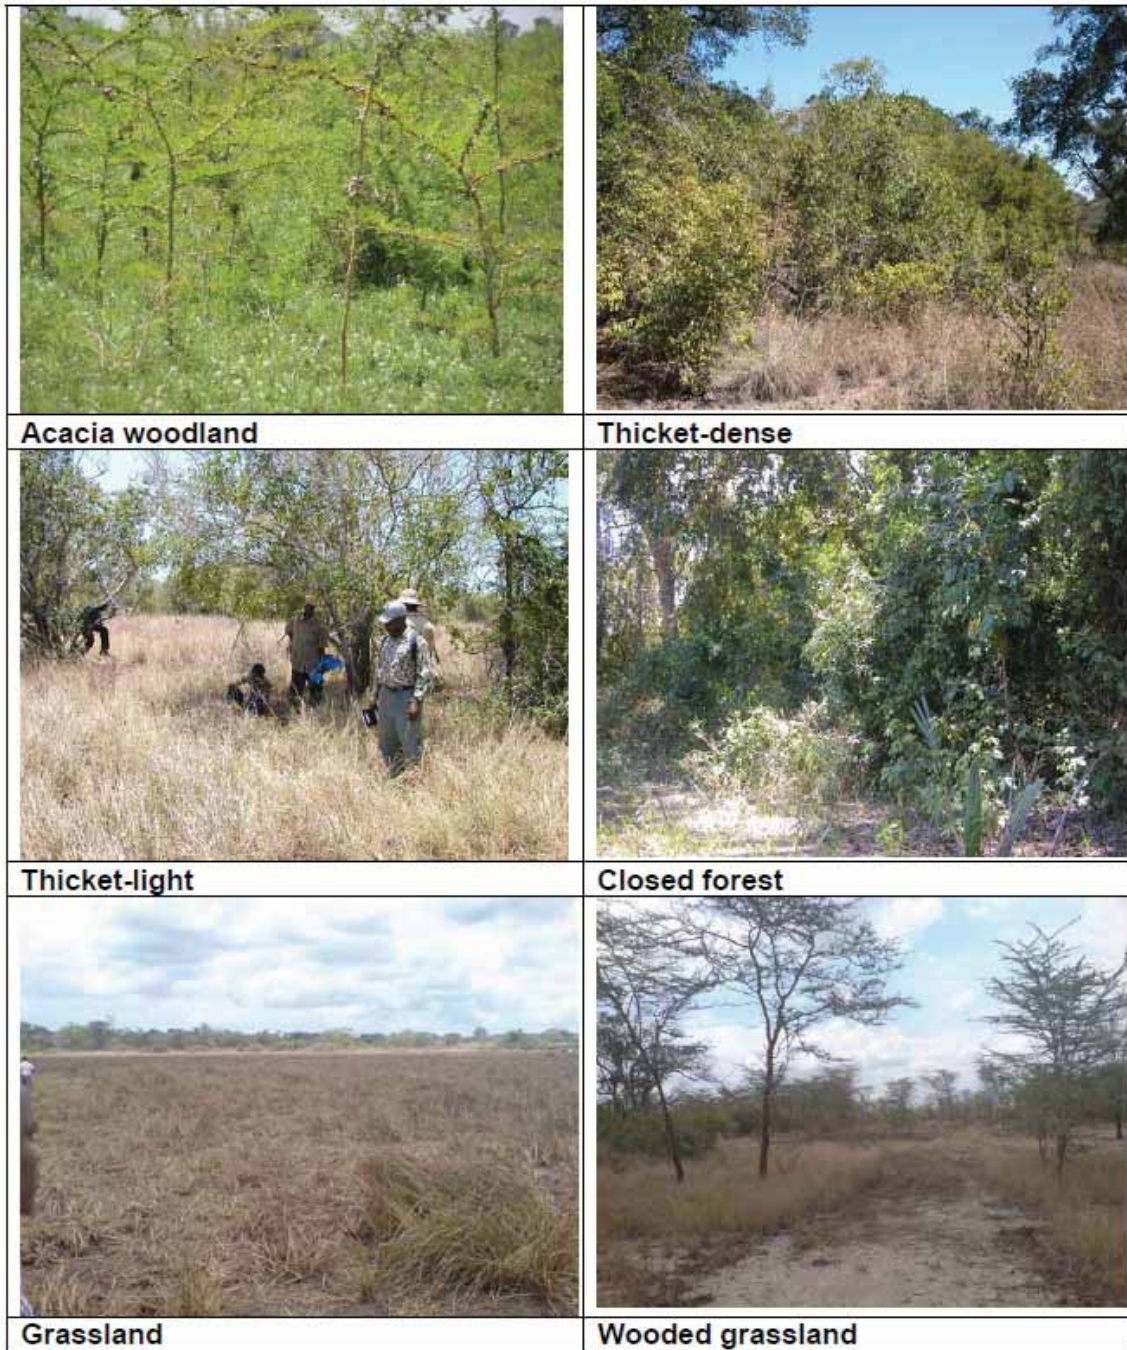 Acacia woodland
Thicket-dense
Thicket-light
Closed forest
Grassland
Wooded grassland